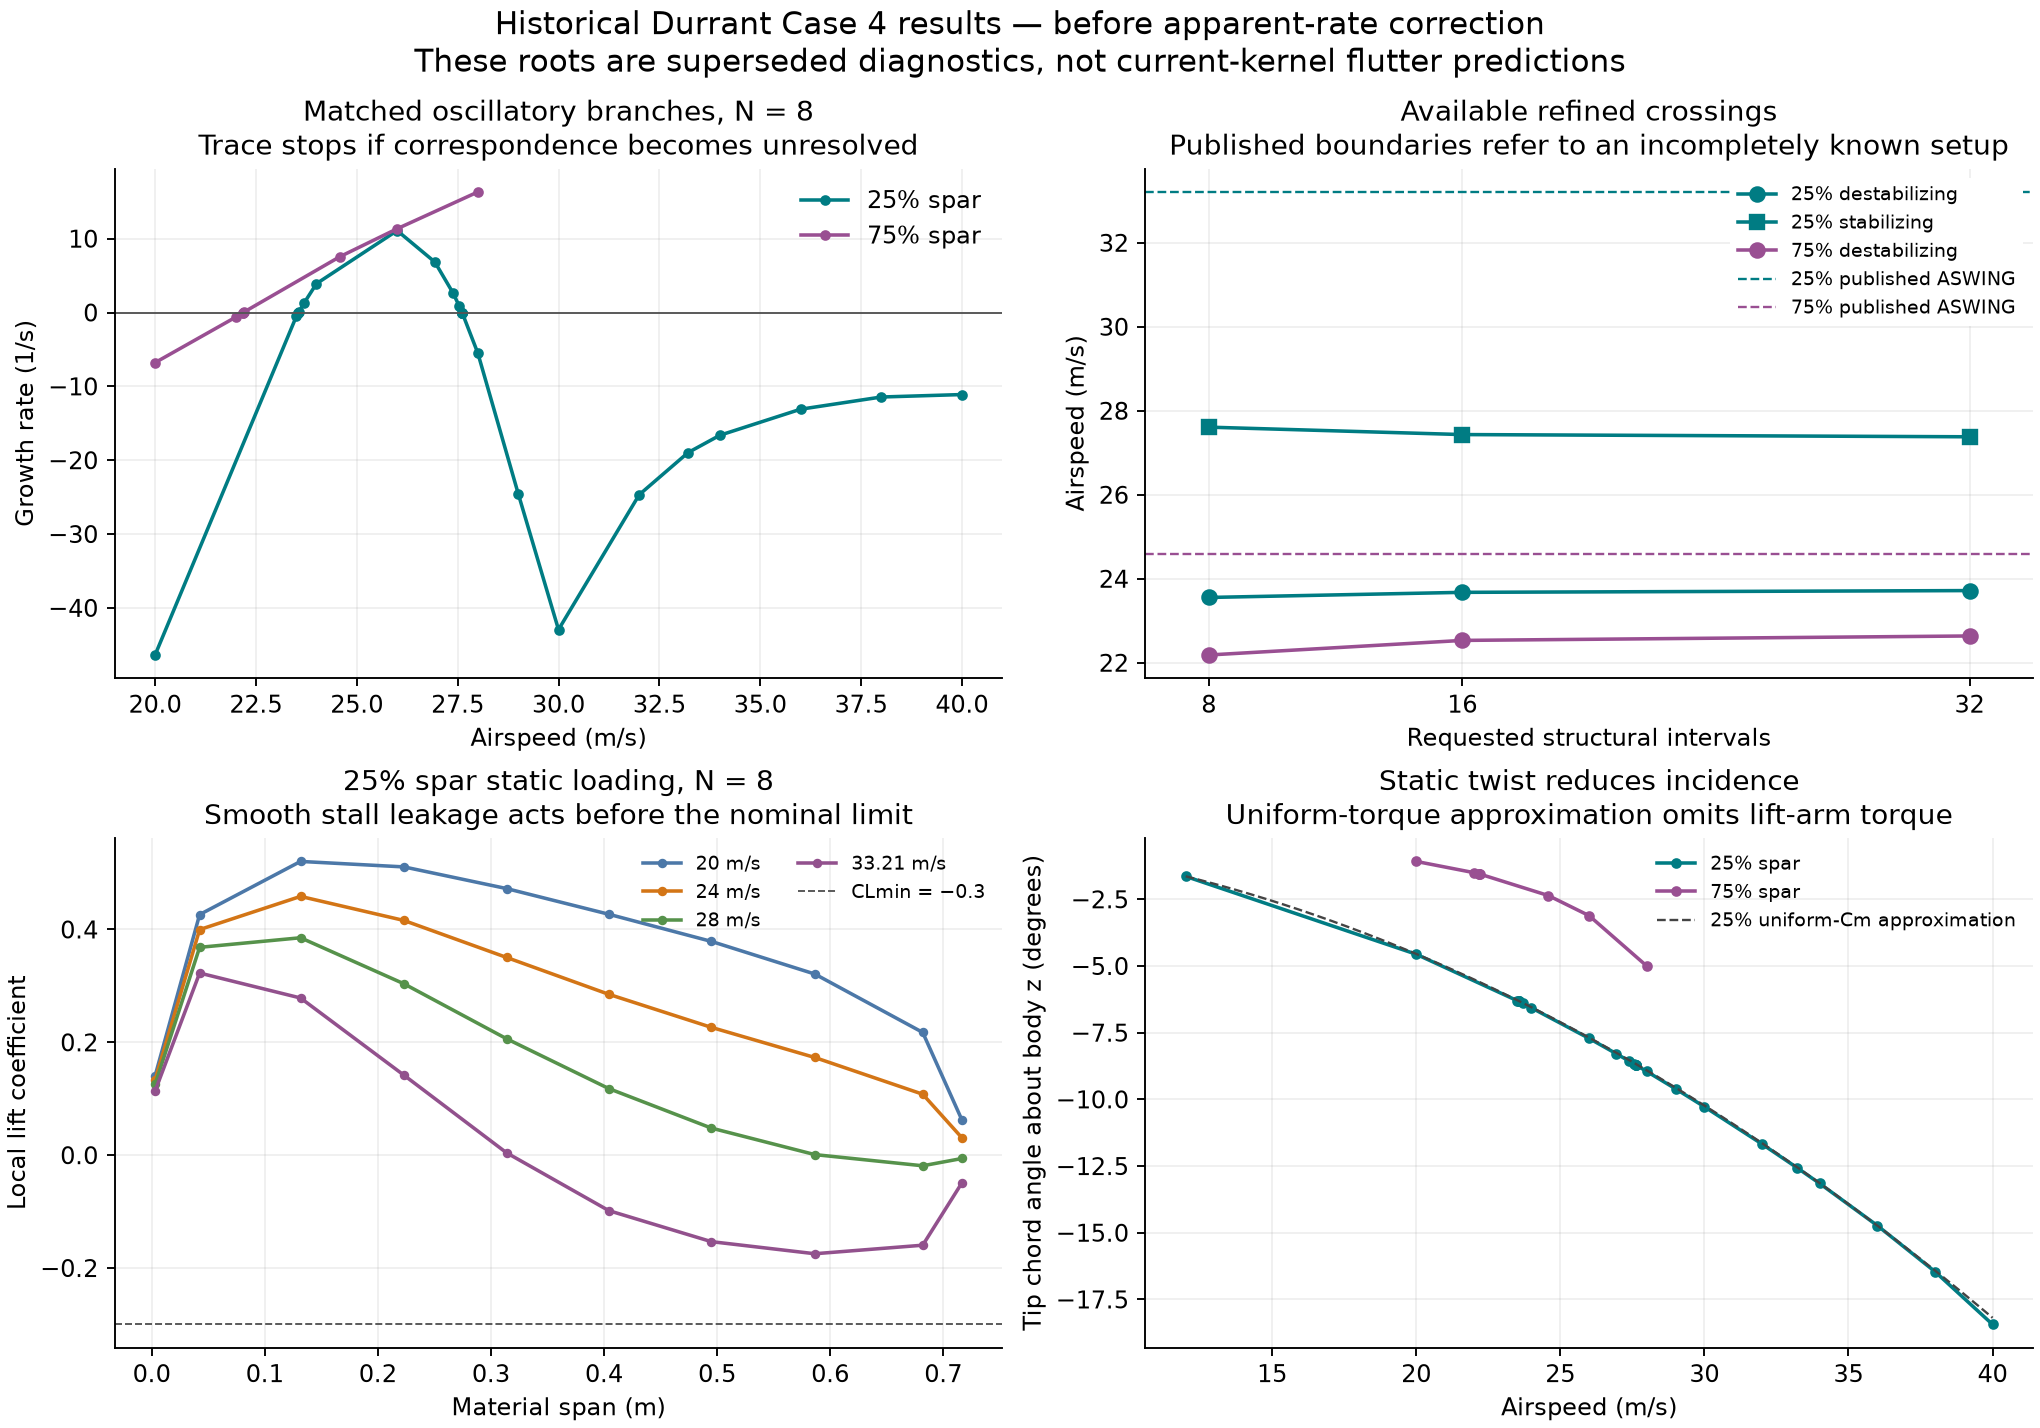 Historical Durrant Case 4 results — before apparent-rate correction
These roots are superseded diagnostics, not current-kernel flutter predictions
Matched oscillatory branches, N = 8
Trace stops if correspondence becomes unresolved
25% spar
75% spar
10
0
−10
−20
−30
−40
Growth rate (1/s)
20.0 22.5 25.0 27.5 30.0 32.5 35.0 37.5 40.0
Airspeed (m/s)
Available refined crossings
Published boundaries refer to an incompletely known setup
25% destabilizing
25% stabilizing
75% destabilizing
25% published ASWING
75% published ASWING
32
30
28
26
24
22
Airspeed (m/s)
8 16 32
Requested structural intervals
25% spar static loading, N = 8
Smooth stall leakage acts before the nominal limit
20 m/s
24 m/s
28 m/s
33.21 m/s
CLmin = −0.3
0.4
0.2
0.0
−0.2
Local lift coefficient
0.0 0.1 0.2 0.3 0.4 0.5 0.6 0.7
Material span (m)
Static twist reduces incidence
Uniform-torque approximation omits lift-arm torque
25% spar
75% spar
25% uniform-Cm approximation
−2.5
−5.0
−7.5
−10.0
−12.5
−15.0
−17.5
Tip chord angle about body z (degrees)
15 20 25 30 35 40
Airspeed (m/s)